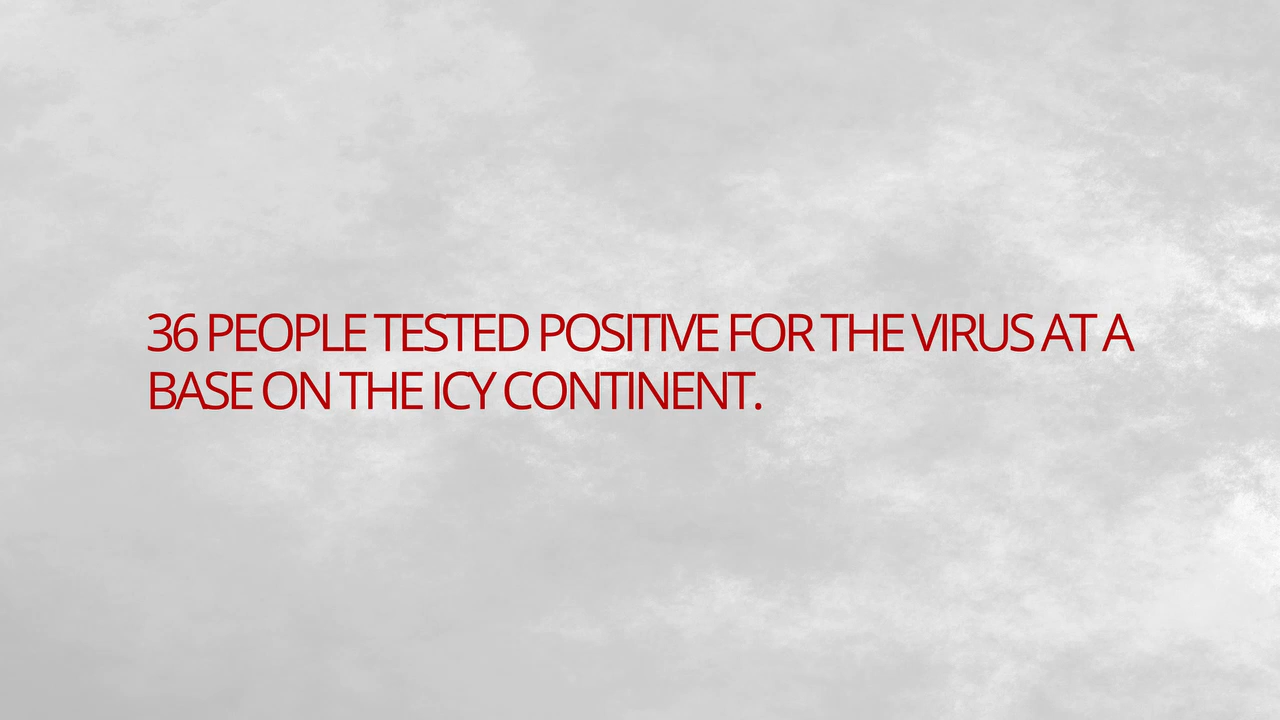 36 PEOPLE TESTED POSITIVE FOR THE VIRUS AT A
BASE ON THE ICY CONTINENT.